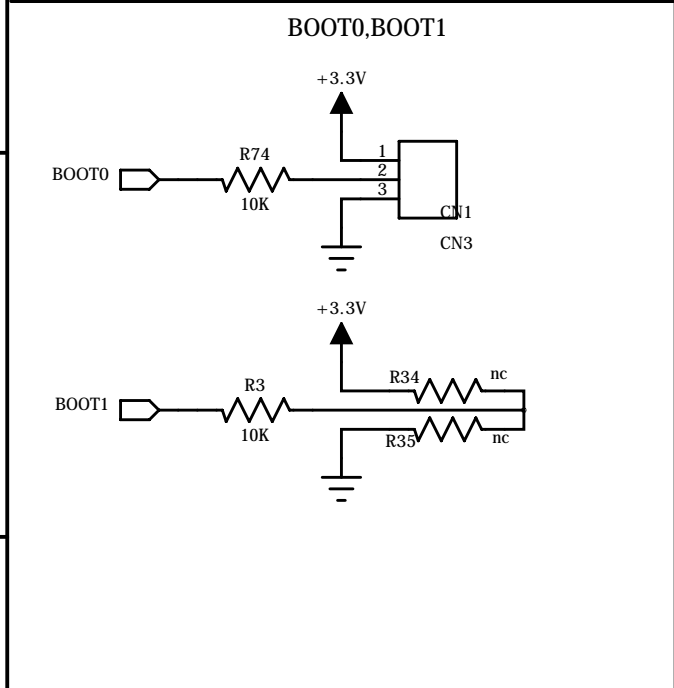 BOOT0,BOOT1
+3.3V
R74
1
BOOT0
2
3
10K
CN1
CN3
+3.3V
R34
nc
R3
BOOT1
10K
R35
nc